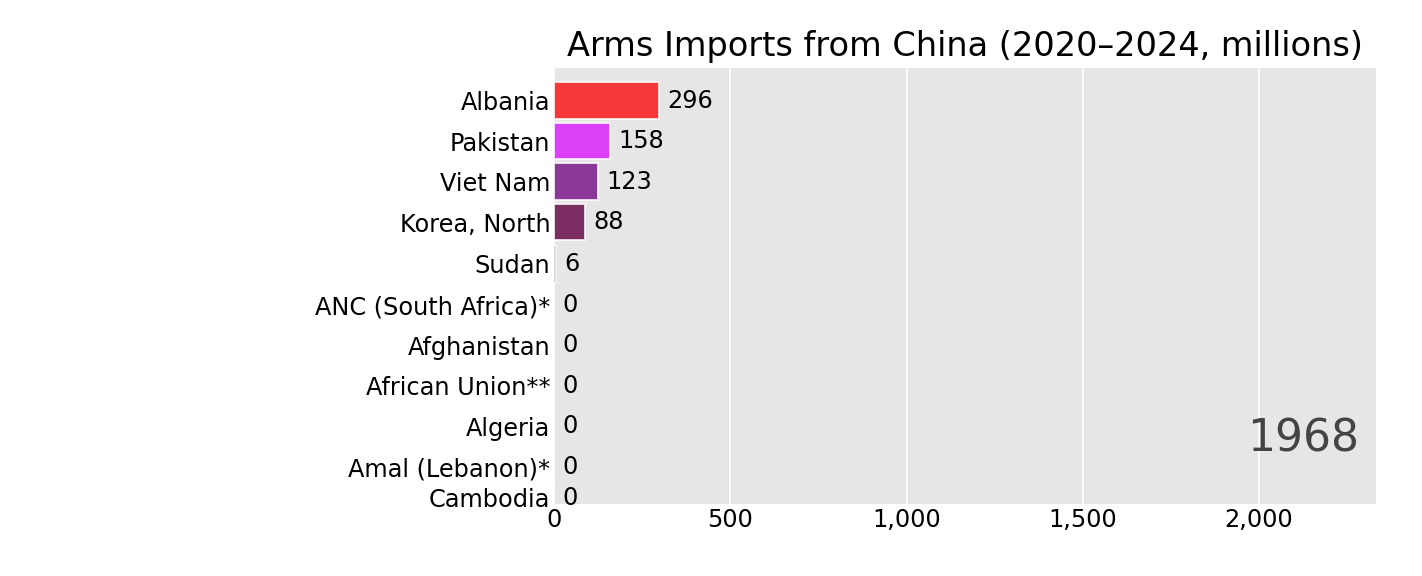 Arms Imports from China (2020–2024, millions)
Albania 296
Pakistan 158
Viet Nam 123
Korea, North 88
Sudan 6
ANC (South Africa)* 0
Afghanistan 0
African Union** 0
Algeria 0
1968
Amal (Lebanon)* 0
Cambodia 0
0 500 1,000 1,500 2,000